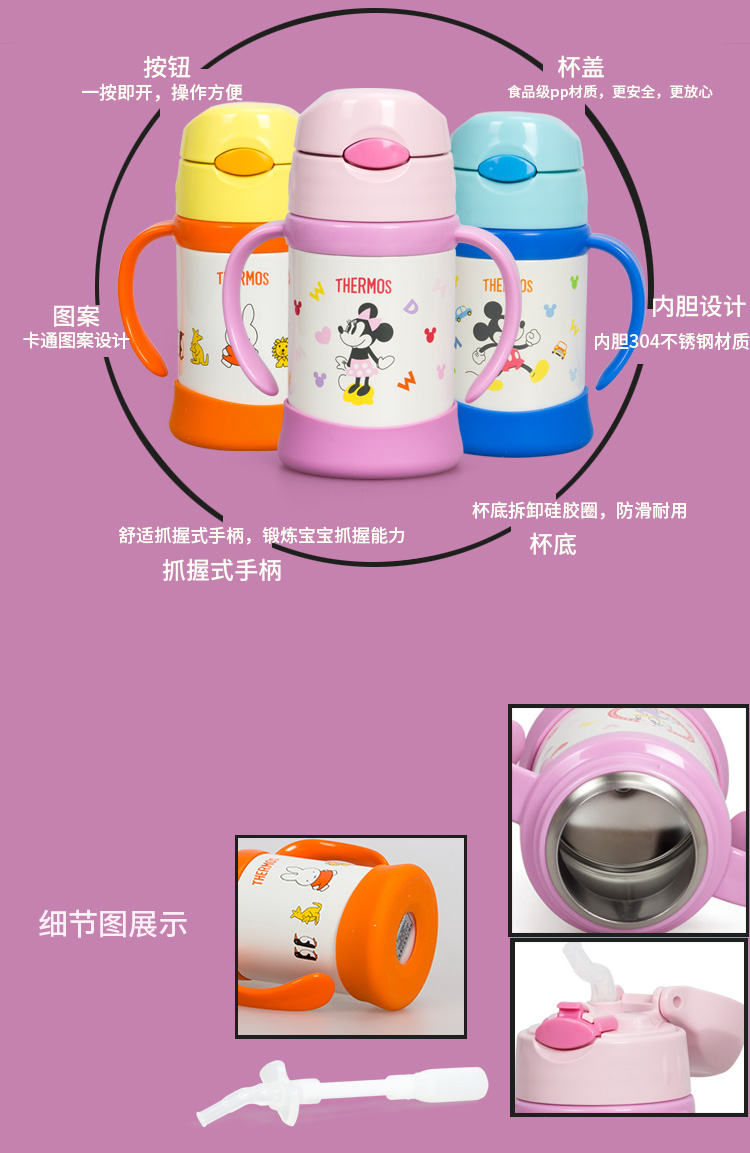 按钮
一按即开，操作方便
杯盖
食品级pp材质，更安全，更放心
THERMOS
THERMOS
THERMOS
W
D
W
图案
卡通图案设计
内胆设计
内胆304不锈钢材质
杯底拆卸硅胶圈，防滑耐用
杯底
舒适抓握式手柄，锻炼宝宝抓握能力
抓握式手柄
细节图展示
THERMOS